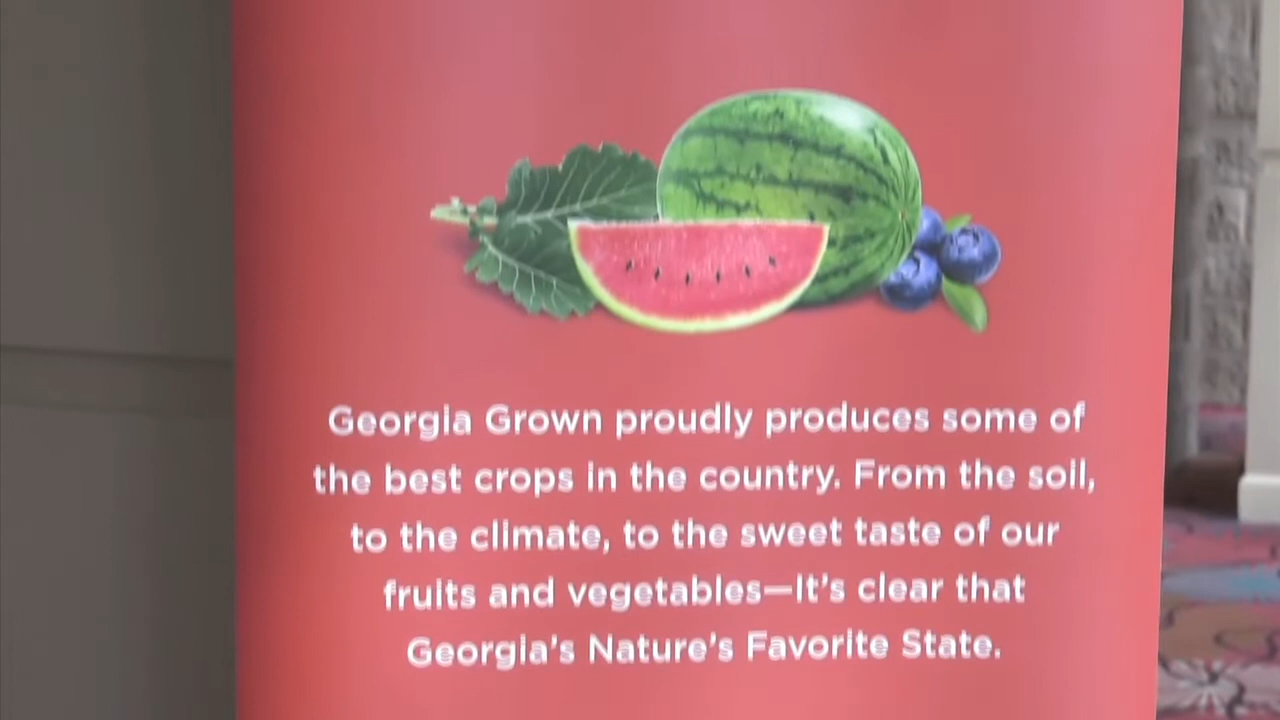 Georgia Grown proudly produces some of
the best crops in the country. From the soil,
to the climate, to the sweet taste of our
fruits and vegetables—It’s clear that
Georgia’s Nature’s Favorite State.